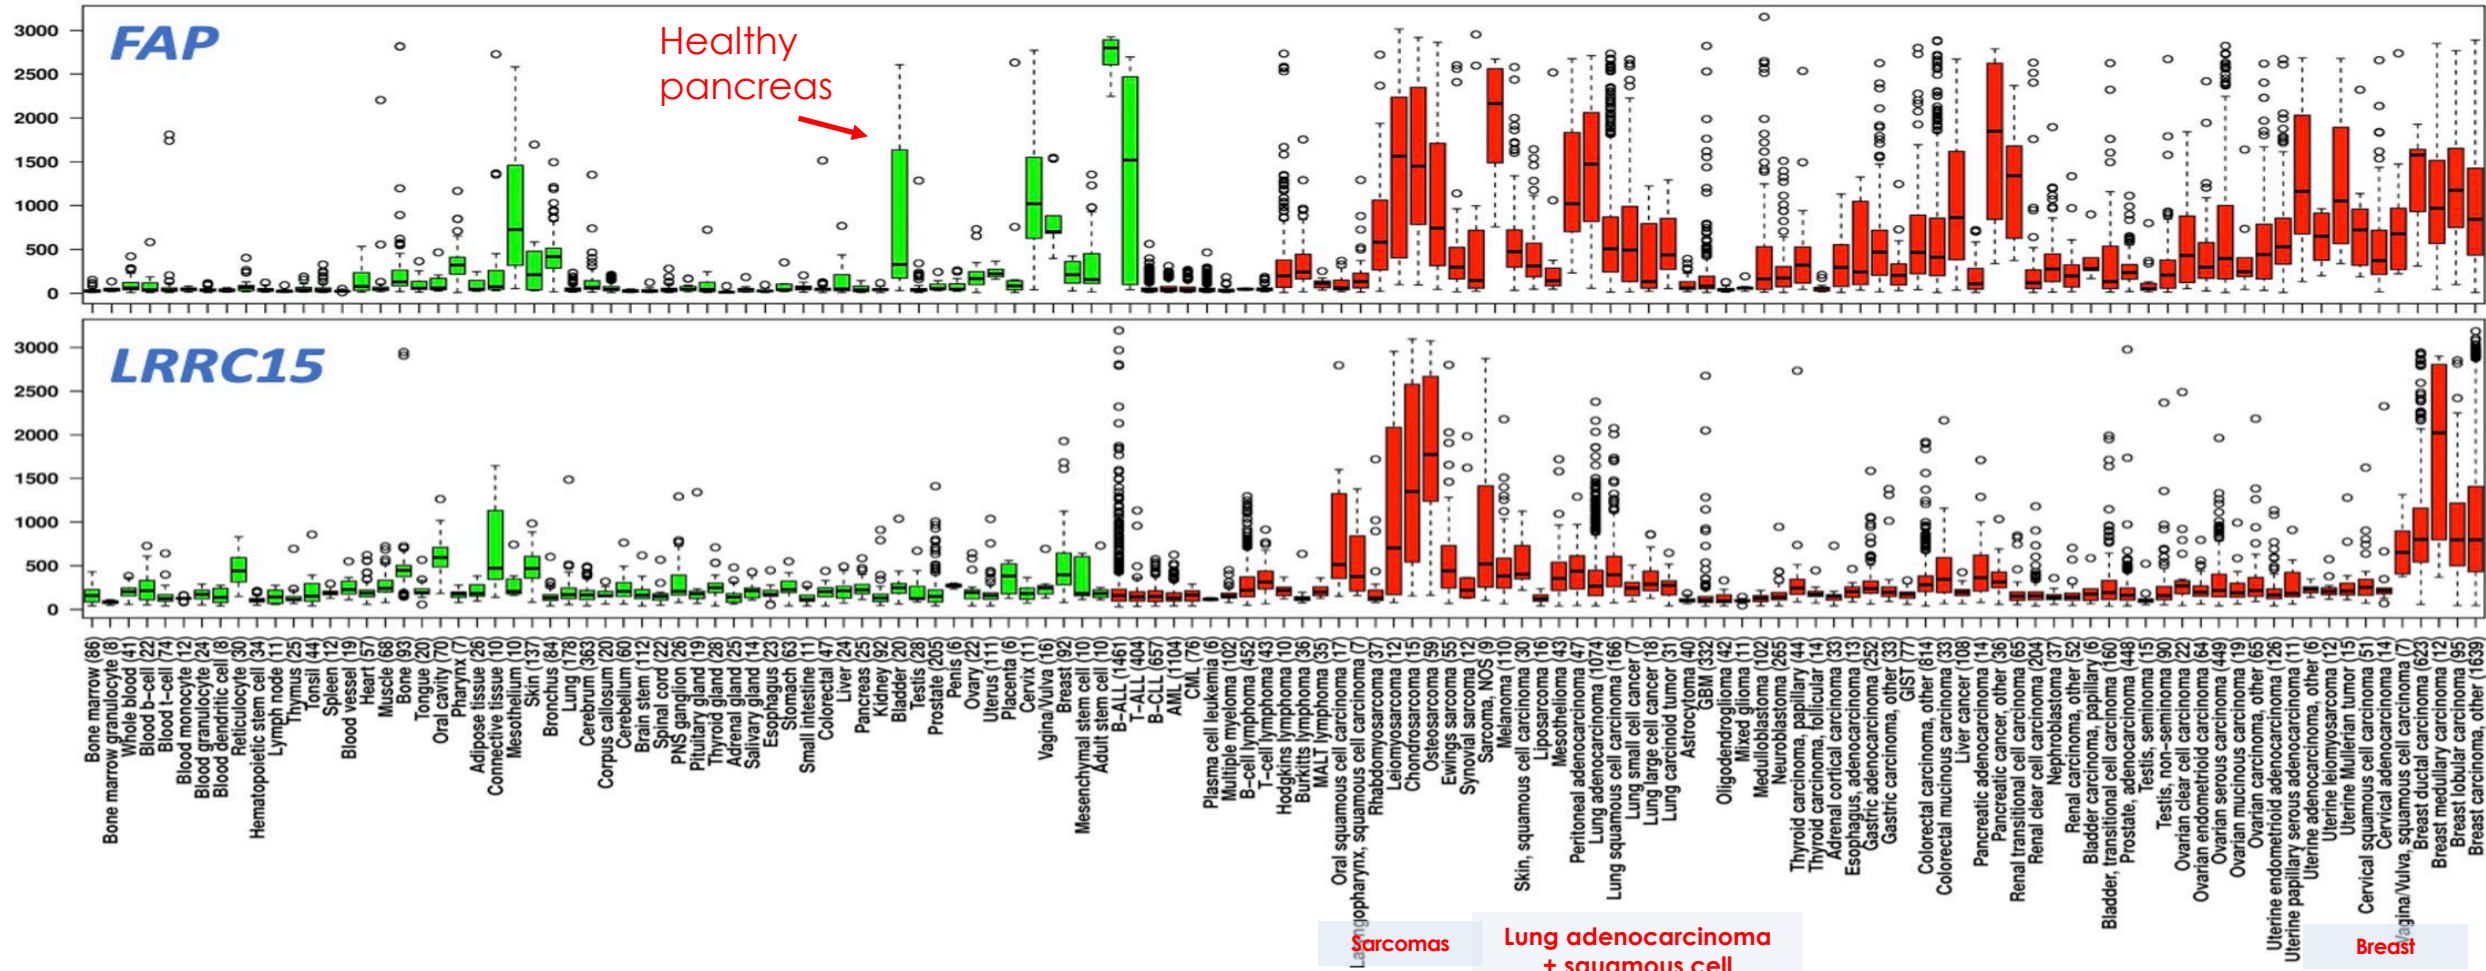 FAP
Healthy
pancreas
3000
2500
2000
1500
1000
500
0
LRRC15
3000
2500
2000
1500
1000
500
0
Bone marrow (86)
Bone marrow granulocyte (8)
Whole blood (41)
Blood b-cell (22)
Blood t-cell (74)
Blood monocyte (12)
Blood granulocyte (24)
Blood dendritic cell (8)
Reticulocyte (30)
Hematopoietic stem cell (34)
Lymph node (11)
Thymus (25)
Tonsil (44)
Spleen (12)
Blood vessel (19)
Heart (57)
Muscle (68)
Bone (93)
Tongue (20)
Oral cavity (70)
Pharynx (7)
Adipose tissue (26)
Connective tissue (10)
Mesothelium (10)
Skin (137)
Bronchus (84)
Lung (178)
Cerebrum (363)
Corpus callosum (20)
Cerebellum (60)
Brain stem (112)
Spinal cord (22)
PNS ganglion (26)
Pituitary gland (19)
Thyroid gland (28)
Adrenal gland (25)
Salivary gland (14)
Esophagus (23)
Stomach (63)
Small intestine (11)
Colorectal (47)
Liver (24)
Pancreas (25)
Kidney (92)
Bladder (20)
Testis (28)
Prostate (205)
Penis (6)
Ovary (22)
Uterus (111)
Placenta (6)
Cervix (11)
Vagina/Vulva (16)
Breast (92)
Mesenchymal stem cell (10)
Adult stem cell (10)
B-ALL (1461)
T-ALL (404)
B-CLL (657)
AML (1104)
CML (76)
Plasma cell leukemia (6)
Multiple myeloma (102)
B-cell lymphoma (452)
T-cell lymphoma (43)
Hodgkins lymphoma (10)
Burkitts lymphoma (36)
MALT lymphoma (35)
Oral squamous cell carcinoma (17)
Laryngopharynx, squamous cell carcinoma (7)
Rhabdomyosarcoma (37)
Leiomyosarcoma (12)
Chondrosarcoma (15)
Osteosarcoma (59)
Ewings sarcoma (55)
Synovial sarcoma (12)
Sarcoma, NOS (9)
Melanoma (110)
Skin, squamous cell carcinoma (30)
Liposarcoma (16)
Mesothelioma (43)
Peritoneal adenocarcinoma (47)
Lung adenocarcinoma (1074)
Lung squamous cell carcinoma (166)
Lung small cell cancer (7)
Lung large cell cancer (18)
Lung carcinoid tumor (31)
Astrocytoma (40)
GBM (332)
Oligodendroglioma (42)
Mixed glioma (11)
Medulloblastoma (102)
Neuroblastoma (265)
Thyroid carcinoma, papillary (44)
Thyroid carcinoma, follicular (14)
Adrenal cortical carcinoma (33)
Esophagus, adenocarcinoma (13)
Gastric adenocarcinoma (252)
Gastric carcinoma, other (33)
GIST (77)
Colorectal carcinoma, other (814)
Colorectal mucinous carcinoma (33)
Liver cancer (108)
Pancreatic adenocarcinoma (14)
Pancreatic cancer, other (36)
Renal transitional cell carcinoma (65)
Renal clear cell carcinoma (204)
Nephroblastoma (37)
Renal carcinoma, other (52)
Bladder carcinoma, papillary (6)
Bladder, transitional cell carcinoma (160)
Prostate, adenocarcinoma (448)
Testis, seminoma (15)
Testis, non-seminoma (90)
Ovarian clear cell carcinoma (22)
Ovarian endometrioid carcinoma (64)
Ovarian serous carcinoma (449)
Ovarian mucinous carcinoma (19)
Ovarian carcinoma, other (65)
Uterine endometrioid adenocarcinoma (126)
Uterine papillary serous adenocarcinoma (11)
Uterine adenocarcinoma, other (6)
Uterine leiomyosarcoma (12)
Uterine Mullerian tumor (15)
Cervical squamous cell carcinoma (51)
Cervical adenocarcinoma (14)
Vagina/Vulva, squamous cell carcinoma (7)
Breast ductal carcinoma (623)
Breast medullary carcinoma (12)
Breast lobular carcinoma (95)
Breast carcinoma, other (1639)
Sarcomas
Lung adenocarcinoma
+ squamous cell
Breast